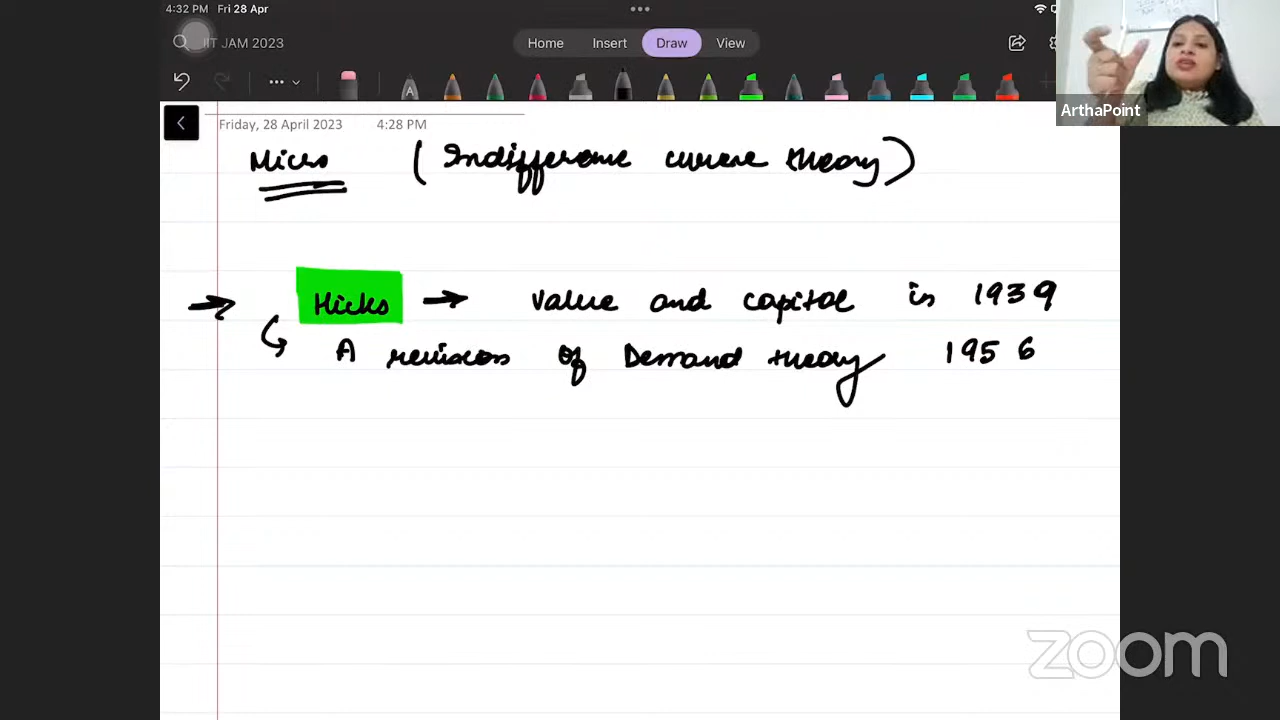 4:32 PM Fri 28 Apr
IIT JAM 2023
Home Insert Draw View
A
ArthaPoint
Friday, 28 April 2023 4:28 PM
Hicks (Indifference curve theory)
→ Hicks → Value and capital is 1939
A revision of Demand theory 1956
zoom